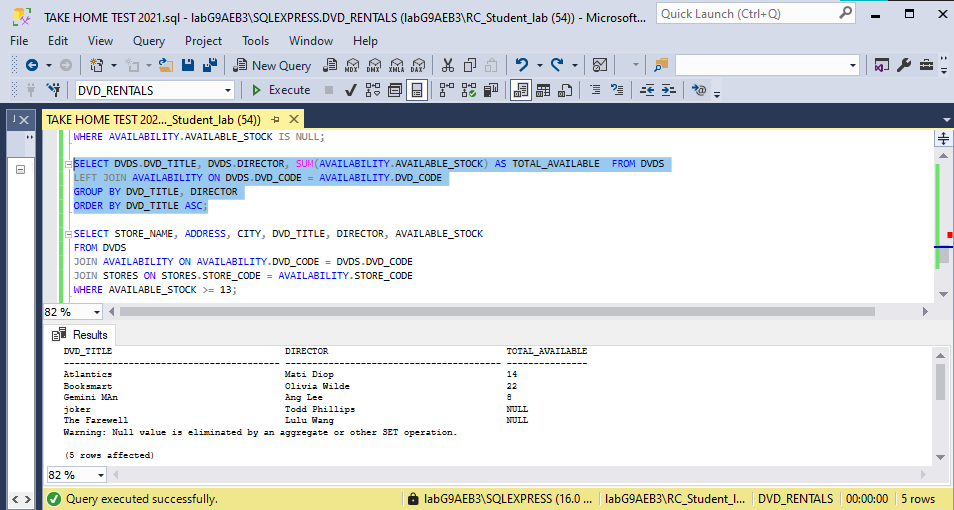 TAKE HOME TEST 2021.sql - labG9AEB3\SQLEXPRESS.DVD_RENTALS (labG9AEB3\RC_Student_lab (54)) - Microsoft...
Quick Launch (Ctrl+Q)
File Edit View Query Project Tools Window Help
New Query MDX DMX XMLA DAX
DVD_RENTALS Execute
TAKE HOME TEST 202..._Student_lab (54))
WHERE AVAILABILITY.AVAILABLE_STOCK IS NULL;
SELECT DVDS.DVD_TITLE, DVDS.DIRECTOR, SUM(AVAILABILITY.AVAILABLE_STOCK) AS TOTAL_AVAILABLE FROM DVDS
LEFT JOIN AVAILABILITY ON DVDS.DVD_CODE = AVAILABILITY.DVD_CODE
GROUP BY DVD_TITLE, DIRECTOR
ORDER BY DVD_TITLE ASC;
SELECT STORE_NAME, ADDRESS, CITY, DVD_TITLE, DIRECTOR, AVAILABLE_STOCK
FROM DVDS
JOIN AVAILABILITY ON AVAILABILITY.DVD_CODE = DVDS.DVD_CODE
JOIN STORES ON STORES.STORE_CODE = AVAILABILITY.STORE_CODE
WHERE AVAILABLE_STOCK >= 13;
82 %
Results
DVD_TITLE DIRECTOR TOTAL_AVAILABLE
Atlantics Mati Diop 14
Booksmart Olivia Wilde 22
Gemini MAn Ang Lee 8
joker Todd Phillips NULL
The Farewell Lulu Wang NULL
Warning: Null value is eliminated by an aggregate or other SET operation.
(5 rows affected)
82 %
Query executed successfully. labG9AEB3\SQLEXPRESS (16.0 ... labG9AEB3\RC_Student_l... DVD_RENTALS 00:00:00 5 rows